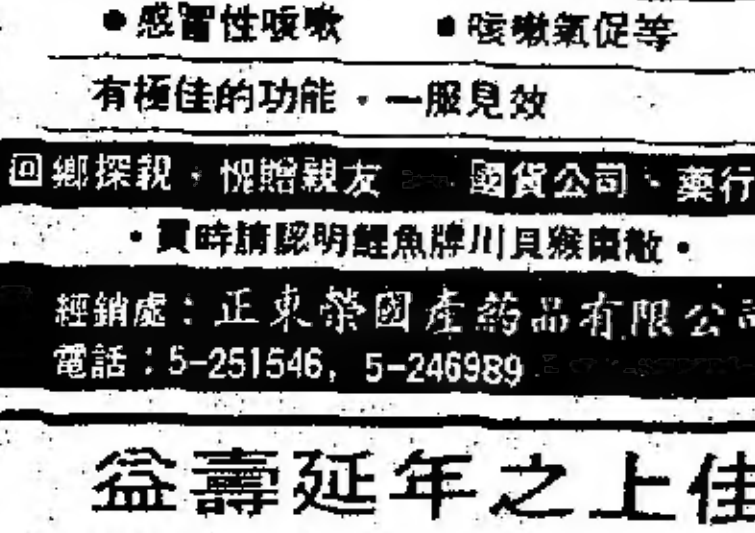 ●感冒性咳嗽 ●咳嗽氣促等
有極佳的功能・一服見效
回鄉探親・餽贈親友 國貨公司、藥行
・買時請認明鯉魚牌川貝猴棗散・
經銷處：正東榮國產葯品有限公司
電話：5-251546, 5-246989
益壽延年之上佳